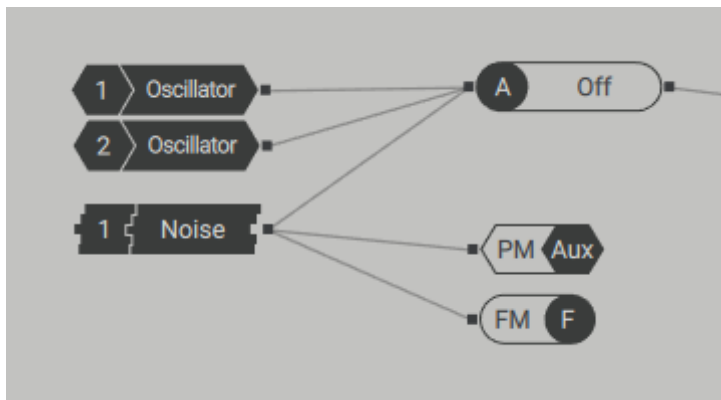 1 Oscillator
A Off
2 Oscillator
1 Noise
PM Aux
FM F